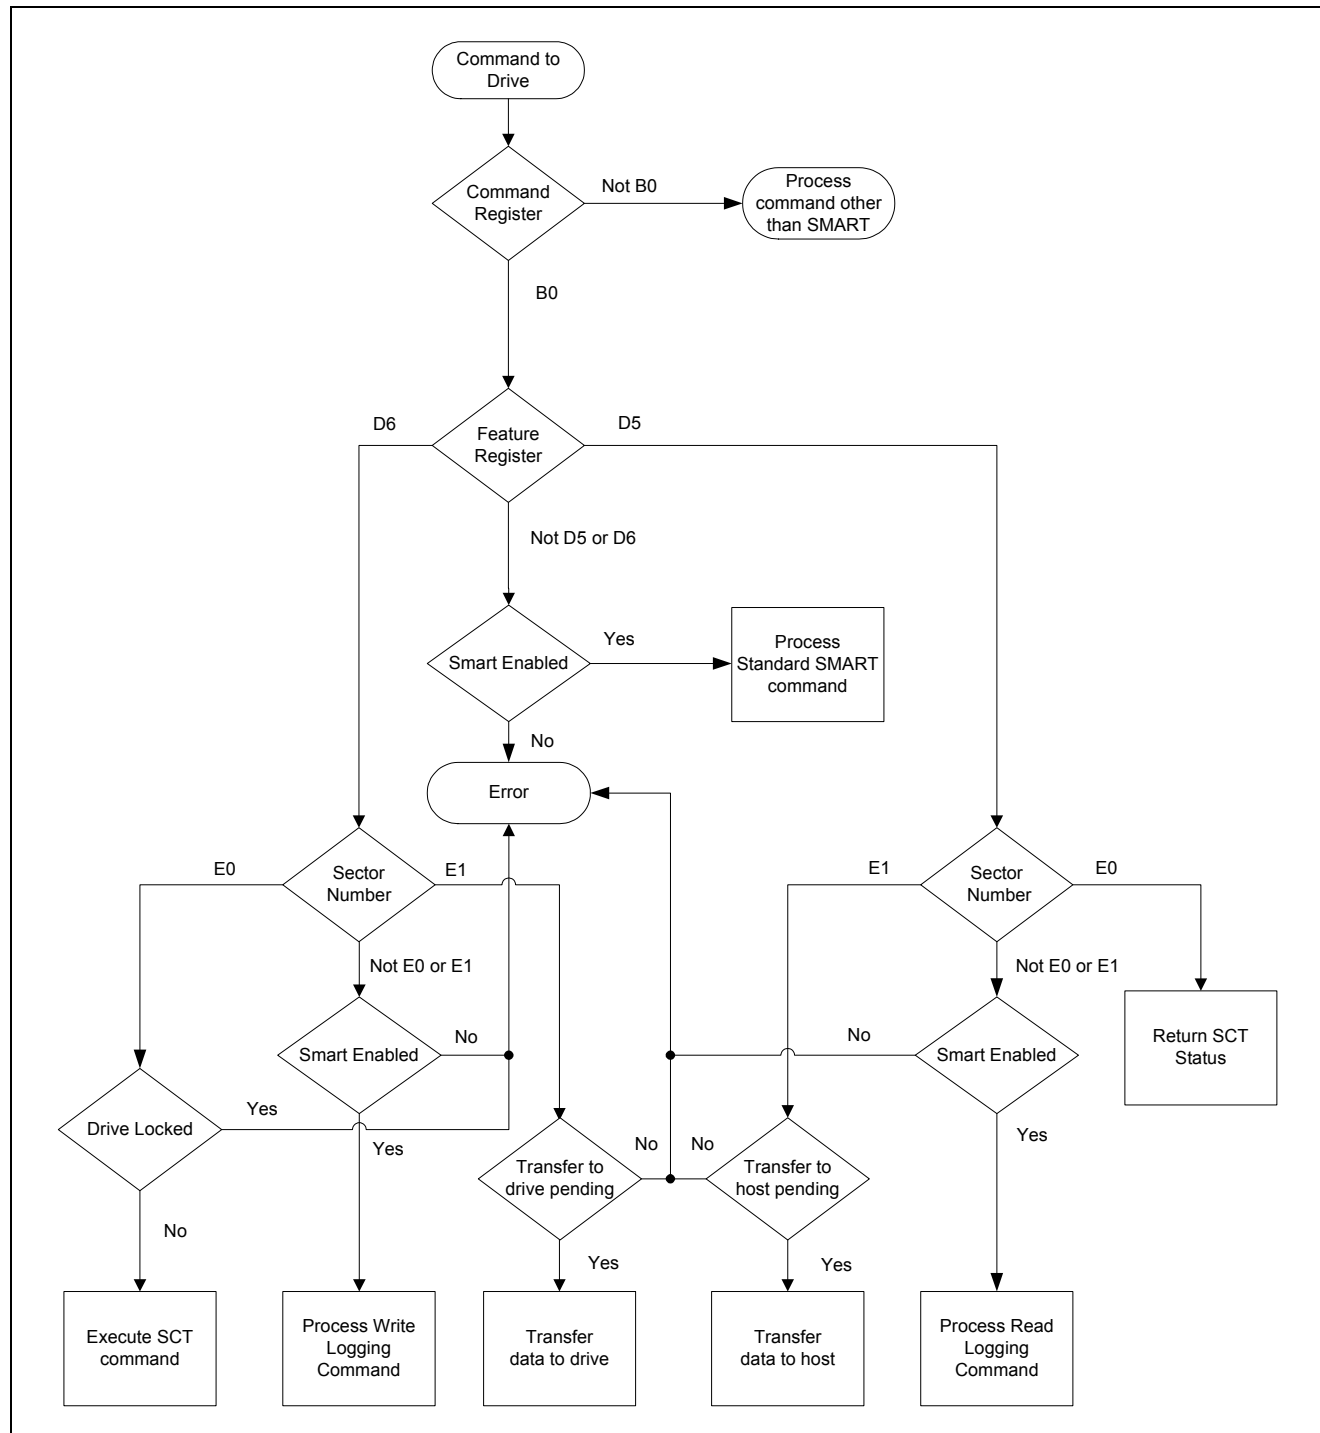 Command to
Drive
Command
Register
Not B0
Process
command other
than SMART
B0
D6
Feature
Register
D5
Not D5 or D6
Smart Enabled
Yes
Process
Standard SMART
command
No
Error
E0
Sector
Number
E1
E1
Sector
Number
E0
Not E0 or E1
Not E0 or E1
Smart Enabled
No
No
Smart Enabled
Return SCT
Status
Drive Locked
Yes
Yes
No
No
Yes
Transfer to
drive pending
Transfer to
host pending
No
Yes
Yes
Execute SCT
command
Process Write
Logging
Command
Transfer
data to drive
Transfer
data to host
Process Read
Logging
Command